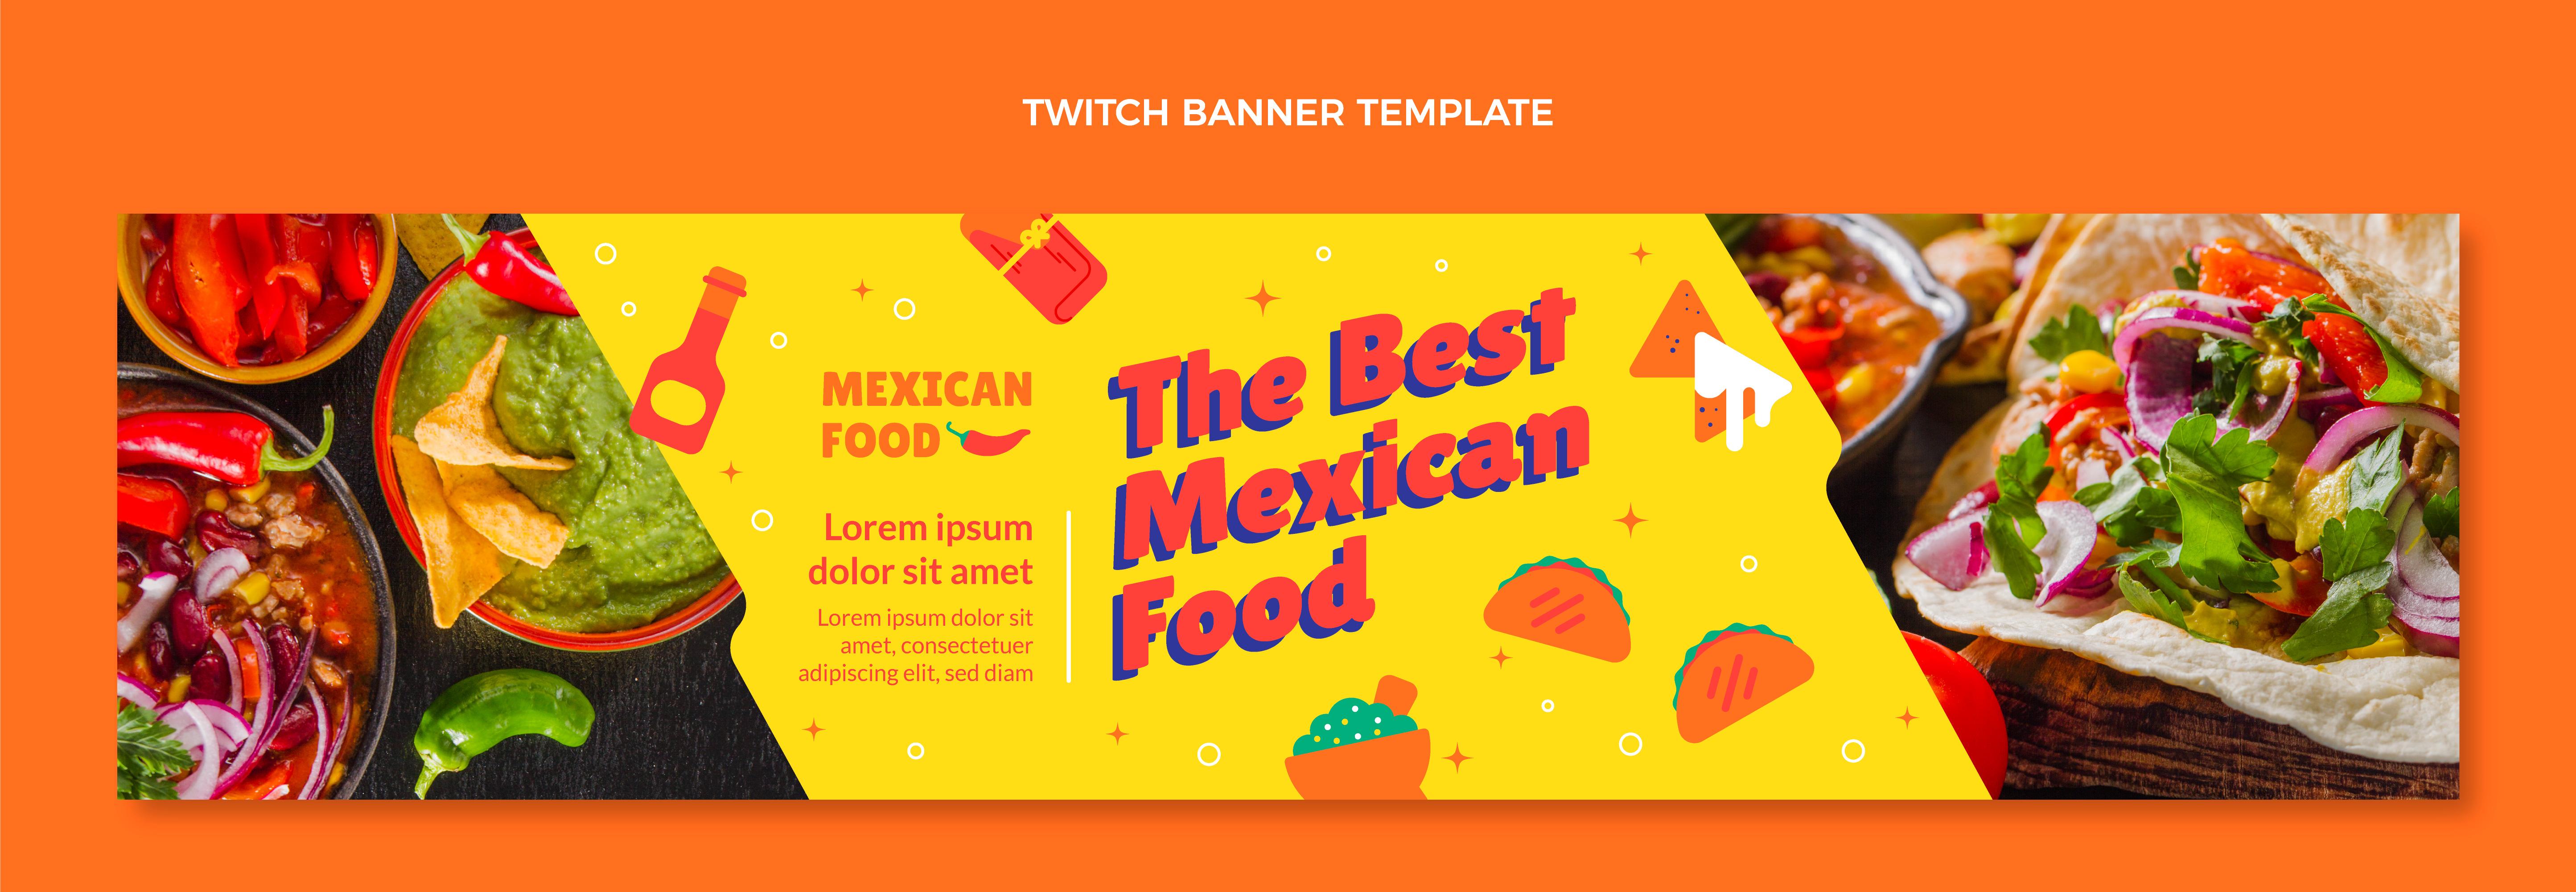 TWITCH BANNER TEMPLATE
MEXICAN
FOOD
Lorem ipsum
dolor sit amet
Lorem ipsum dolor sit
amet, consectetuer
adipiscing elit, sed diam
The Best
Mexican
Food